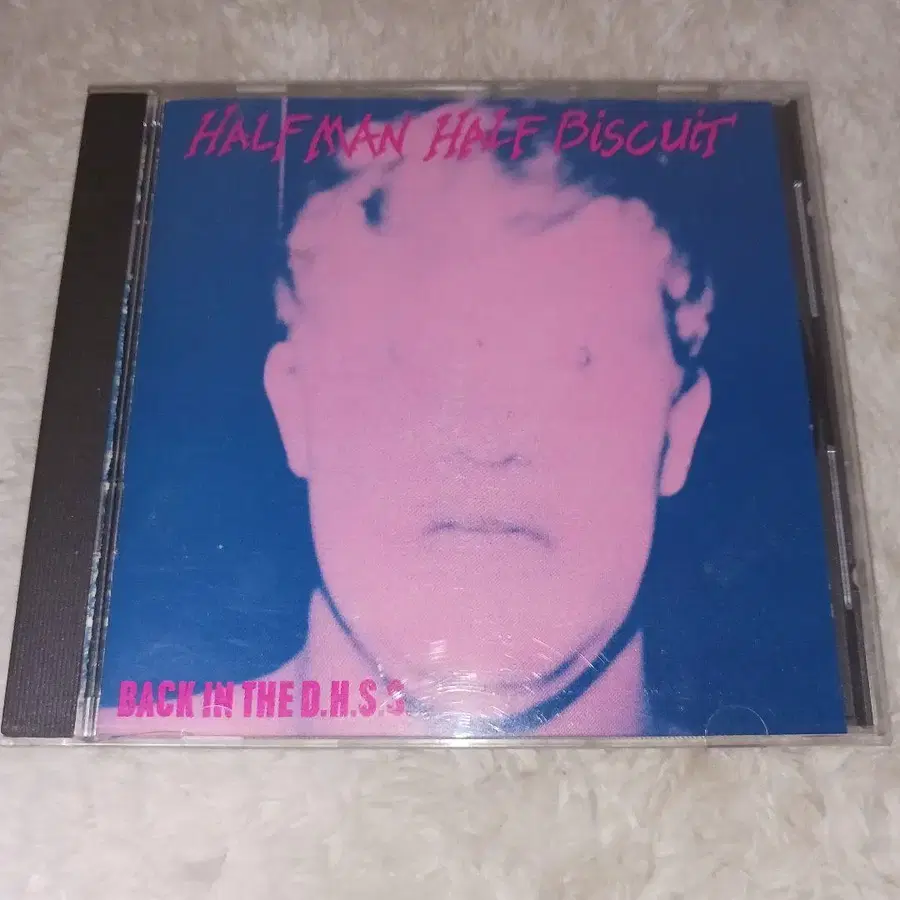 HALF MAN HALF BiSCUiT
BACK IN THE D.H.S.S